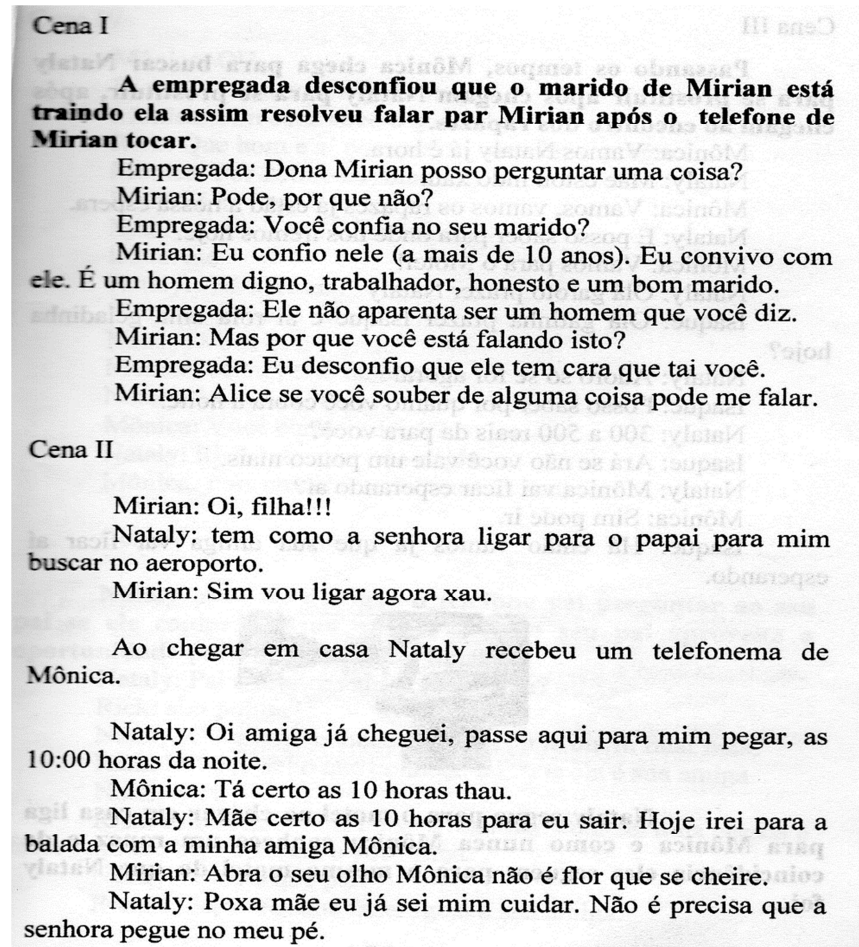 Cena I
A empregada desconfiou que o marido de Mirian está
traindo ela assim resolveu falar par Mirian após o telefone de
Mirian tocar.
Empregada: Dona Mirian posso perguntar uma coisa?
Mirian: Pode, por que não?
Empregada: Você confia no seu marido?
Mirian: Eu confio nele (a mais de 10 anos). Eu convivo com
ele. É um homem digno, trabalhador, honesto e um bom marido.
Empregada: Ele não aparenta ser um homem que você diz.
Mirian: Mas por que você está falando isto?
Empregada: Eu desconfio que ele tem cara que tai você.
Mirian: Alice se você souber de alguma coisa pode me falar.
Cena II
Mirian: Oi, filha!!!
Nataly: tem como a senhora ligar para o papai para mim
buscar no aeroporto.
Mirian: Sim vou ligar agora xau.
Ao chegar em casa Nataly recebeu um telefonema de
Mônica.
Nataly: Oi amiga já cheguei, passe aqui para mim pegar, as
10:00 horas da noite.
Mônica: Tá certo as 10 horas thau.
Nataly: Mãe certo as 10 horas para eu sair. Hoje irei para a
balada com a minha amiga Mônica.
Mirian: Abra o seu olho Mônica não é flor que se cheire.
Nataly: Poxa mãe eu já sei mim cuidar. Não é precisa que a
senhora pegue no meu pé.